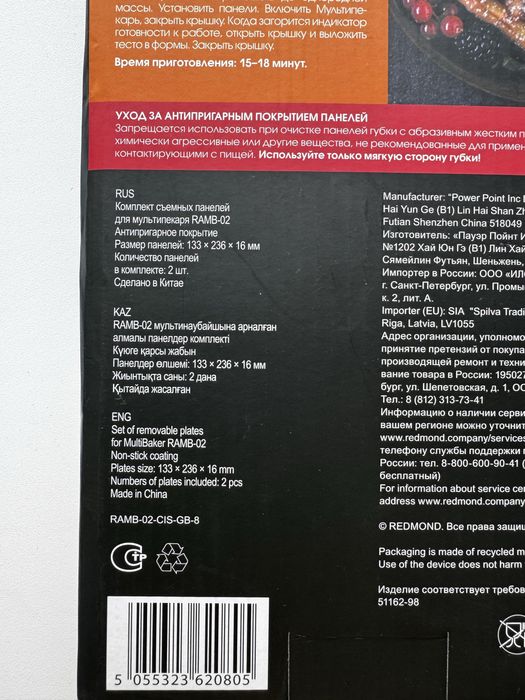 массы. Установить панели. Включить Мультипе-
карь, закрыть крышку. Когда загорится индикатор
готовности к работе, открыть крышку и выложить
тесто в формы. Закрыть крышку.
Время приготовления: 15–18 минут.
УХОД ЗА АНТИПРИГАРНЫМ ПОКРЫТИЕМ ПАНЕЛЕЙ
Запрещается использовать при очистке панелей губки с абразивным жестким п
химически агрессивные или другие вещества, не рекомендованные для примен
контактирующими с пищей. Используйте только мягкую сторону губки!
RUS
Комплект съемных панелей
для мультипекаря RAMB-02
Антипригарное покрытие
Размер панелей: 133 × 236 × 16 мм
Количество панелей
в комплекте: 2 шт.
Сделано в Китае
KAZ
RAMB-02 мультинаубайшына арналған
алмалы панелдер комплекті
Күюге қарсы жабын
Панелдер өлшемі: 133 × 236 × 16 мм
Жиынтықта саны: 2 дана
Қытайда жасалған
ENG
Set of removable plates
for MultiBaker RAMB-02
Non-stick coating
Plates size: 133 × 236 × 16 mm
Numbers of plates included: 2 pcs
Made in China
RAMB-02-CIS-GB-8
Manufacturer: "Power Point Inc
Hai Yun Ge (B1) Lin Hai Shan Zh
Futian Shenzhen China 518049
Изготовитель: «Пауэр Пойнт И
№1202 Хай Юн Гэ (B1) Лин Хай
Сямейлин Футьян, Шеньжень,
Импортер в России: ООО «ИЛО
г. Санкт-Петербург, ул. Промы
к. 2, лит. А.
Importer (EU): SIA "Spilva Tradi
Riga, Latvia, LV1055
Адрес организации, уполномо
принятие претензий от покупа
производящей ремонт и техни
вание товара в России: 195027
бург, ул. Шепетовская, д. 1, ОО
Тел.: 8 (812) 313-73-41
Информацию о наличии сервис
вашем регионе можно уточнит
www.redmond.company/services
телефону службы поддержки п
России: тел. 8-800-600-90-41 (
бесплатный)
For information about service cen
address www.redmond.company
© REDMOND. Все права защищ
Packaging is made of recycled m
Use of the device does not harm
Изделие соответствует требов
51162-98
СТР
5 055323 620805